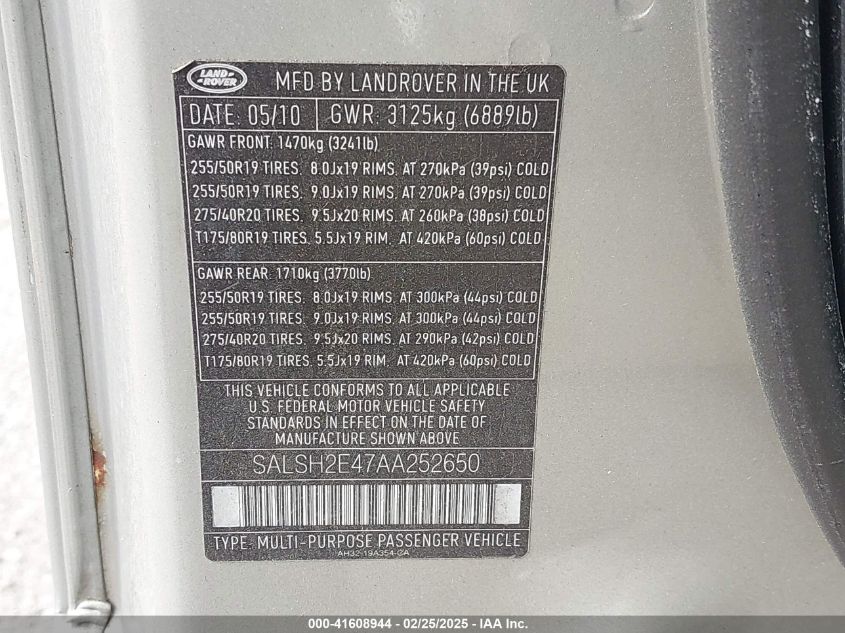 LAND ROVER
MFD BY LANDROVER IN THE UK
DATE: 05/10 GWR: 3125kg (6889lb)
GAWR FRONT: 1470kg (3241lb)
255/50R19 TIRES, 8.0Jx19 RIMS, AT 270kPa (39psi) COLD
255/50R19 TIRES, 9.0Jx19 RIMS, AT 270kPa (39psi) COLD
275/40R20 TIRES, 9.5Jx20 RIMS, AT 260kPa (38psi) COLD
T175/80R19 TIRES, 5.5Jx19 RIM, AT 420kPa (60psi) COLD
GAWR REAR: 1710kg (3770lb)
255/50R19 TIRES, 8.0Jx19 RIMS, AT 300kPa (44psi) COLD
255/50R19 TIRES, 9.0Jx19 RIMS, AT 300kPa (44psi) COLD
275/40R20 TIRES, 9.5Jx20 RIMS, AT 290kPa (42psi) COLD
T175/80R19 TIRES, 5.5Jx19 RIM, AT 420kPa (60psi) COLD
THIS VEHICLE CONFORMS TO ALL APPLICABLE
U.S. FEDERAL MOTOR VEHICLE SAFETY
STANDARDS IN EFFECT ON THE DATE OF
MANUFACTURE SHOWN ABOVE
SALSH2E47AA252650
TYPE: MULTI-PURPOSE PASSENGER VEHICLE
AH32-19A354-CA
000-41608944 - 02/25/2025 - IAA Inc.